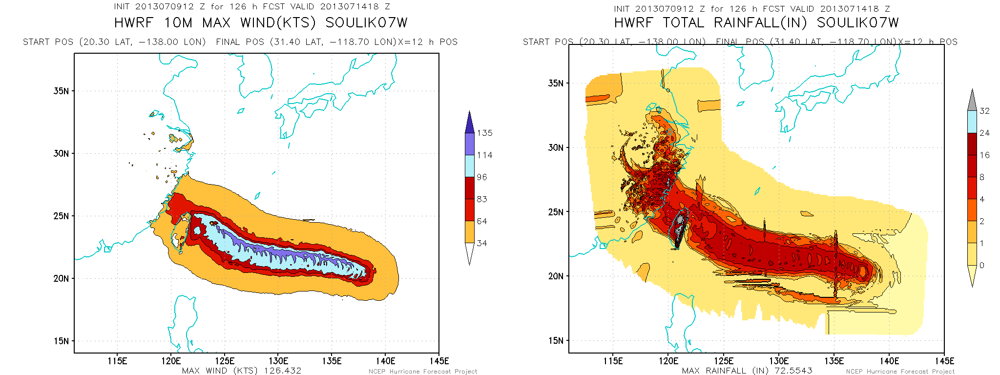 INIT 2013070912 Z for 126 h FCST VALID 2013071418 Z
HWRF 10M MAX WIND(KTS) SOULIK07W
START POS (20.30 LAT, −138.00 LON)  FINAL POS (31.40 LAT, −118.70 LON)X=12 h POS
35N
30N
25N
20N
15N
115E 120E 125E 130E 135E 140E 145E
135
114
96
83
64
34
MAX WIND (KTS) 126.432
NCEP Hurricane Forecast Project
INIT 2013070912 Z for 126 h FCST VALID 2013071418 Z
HWRF TOTAL RAINFALL(IN) SOULIK07W
START POS (20.30 LAT, −138.00 LON)  FINAL POS (31.40 LAT, −118.70 LON)X=12 h POS
35N
30N
25N
20N
15N
115E 120E 125E 130E 135E 140E 145E
32
24
16
8
4
2
1
0
MAX RAINFALL (IN) 72.5543
NCEP Hurricane Forecast Project